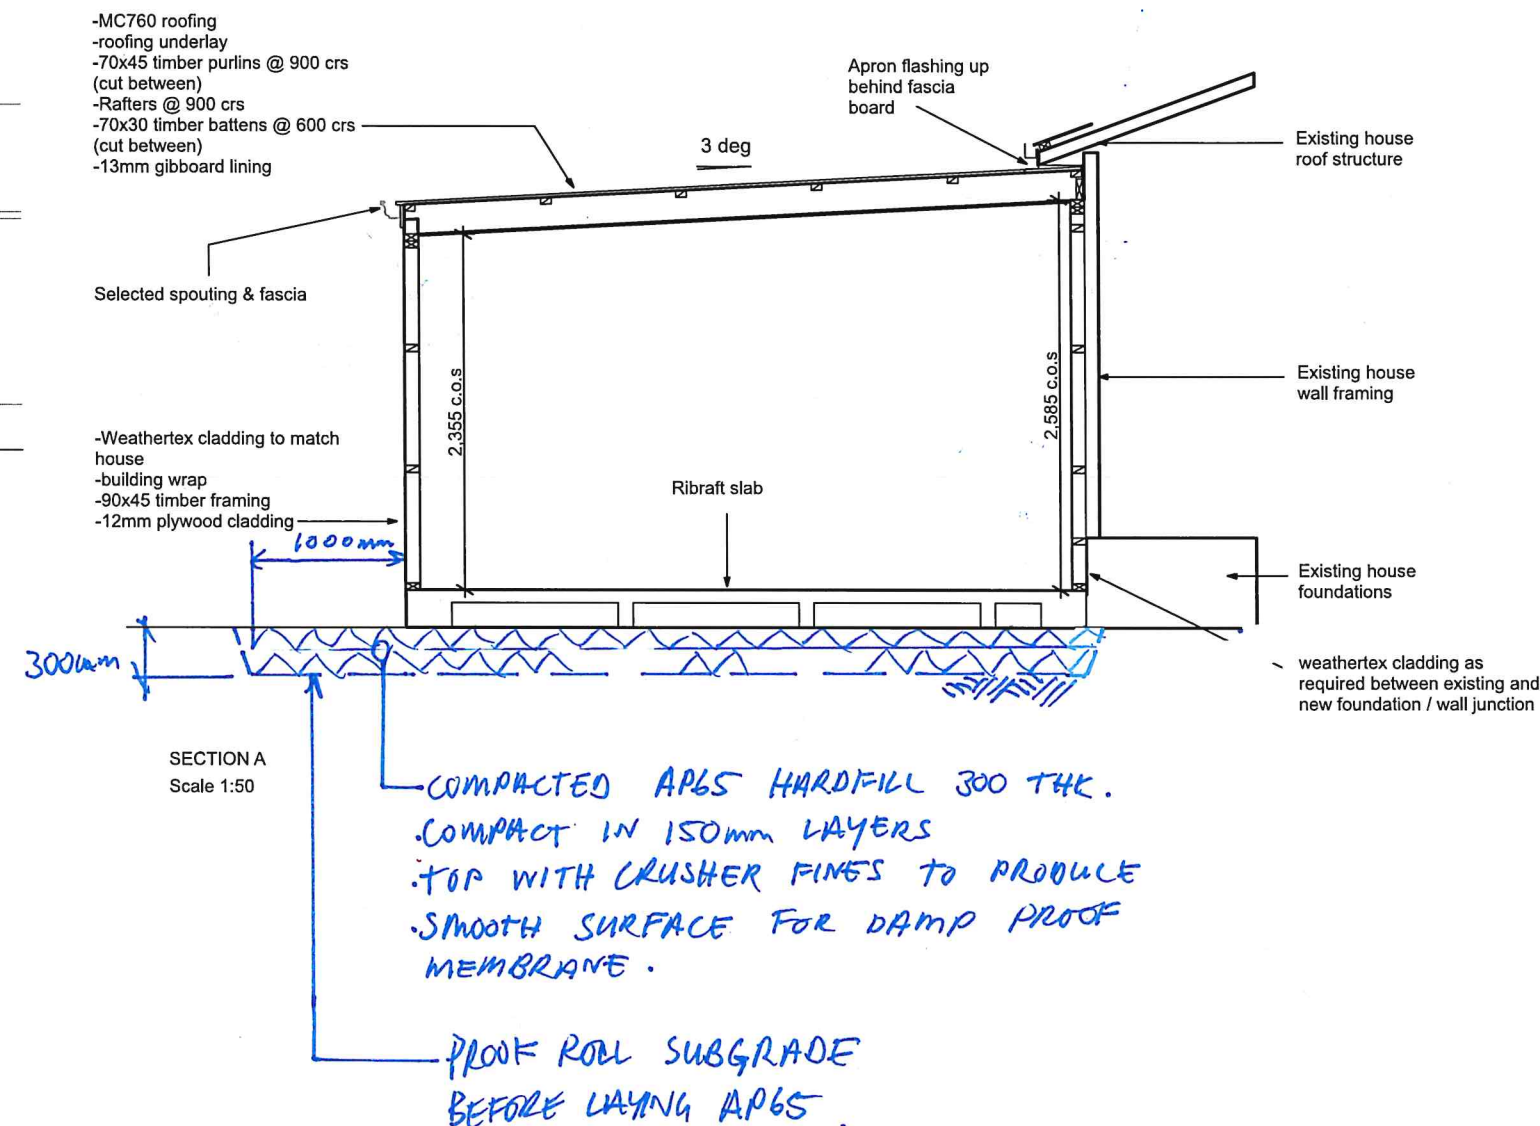 -MC760 roofing
-roofing underlay
-70x45 timber purlins @ 900 crs
(cut between)
-Rafters @ 900 crs
-70x30 timber battens @ 600 crs
(cut between)
-13mm gibboard lining
Apron flashing up
behind fascia
board
3 deg
Existing house
roof structure
Selected spouting & fascia
2,355 c.o.s
2,585 c.o.s
Existing house
wall framing
-Weathertex cladding to match
house
-building wrap
-90x45 timber framing
-12mm plywood cladding
Ribraft slab
1000mm
Existing house
foundations
300mm
weathertex cladding as
required between existing and
new foundation / wall junction
SECTION A
Scale 1:50
COMPACTED AP65 HARDFILL 300 THK.
.COMPACT IN 150mm LAYERS
.TOP WITH CRUSHER FINES TO PRODUCE
.SMOOTH SURFACE FOR DAMP PROOF
MEMBRANE.
PROOF ROLL SUBGRADE
BEFORE LAYING AP65.